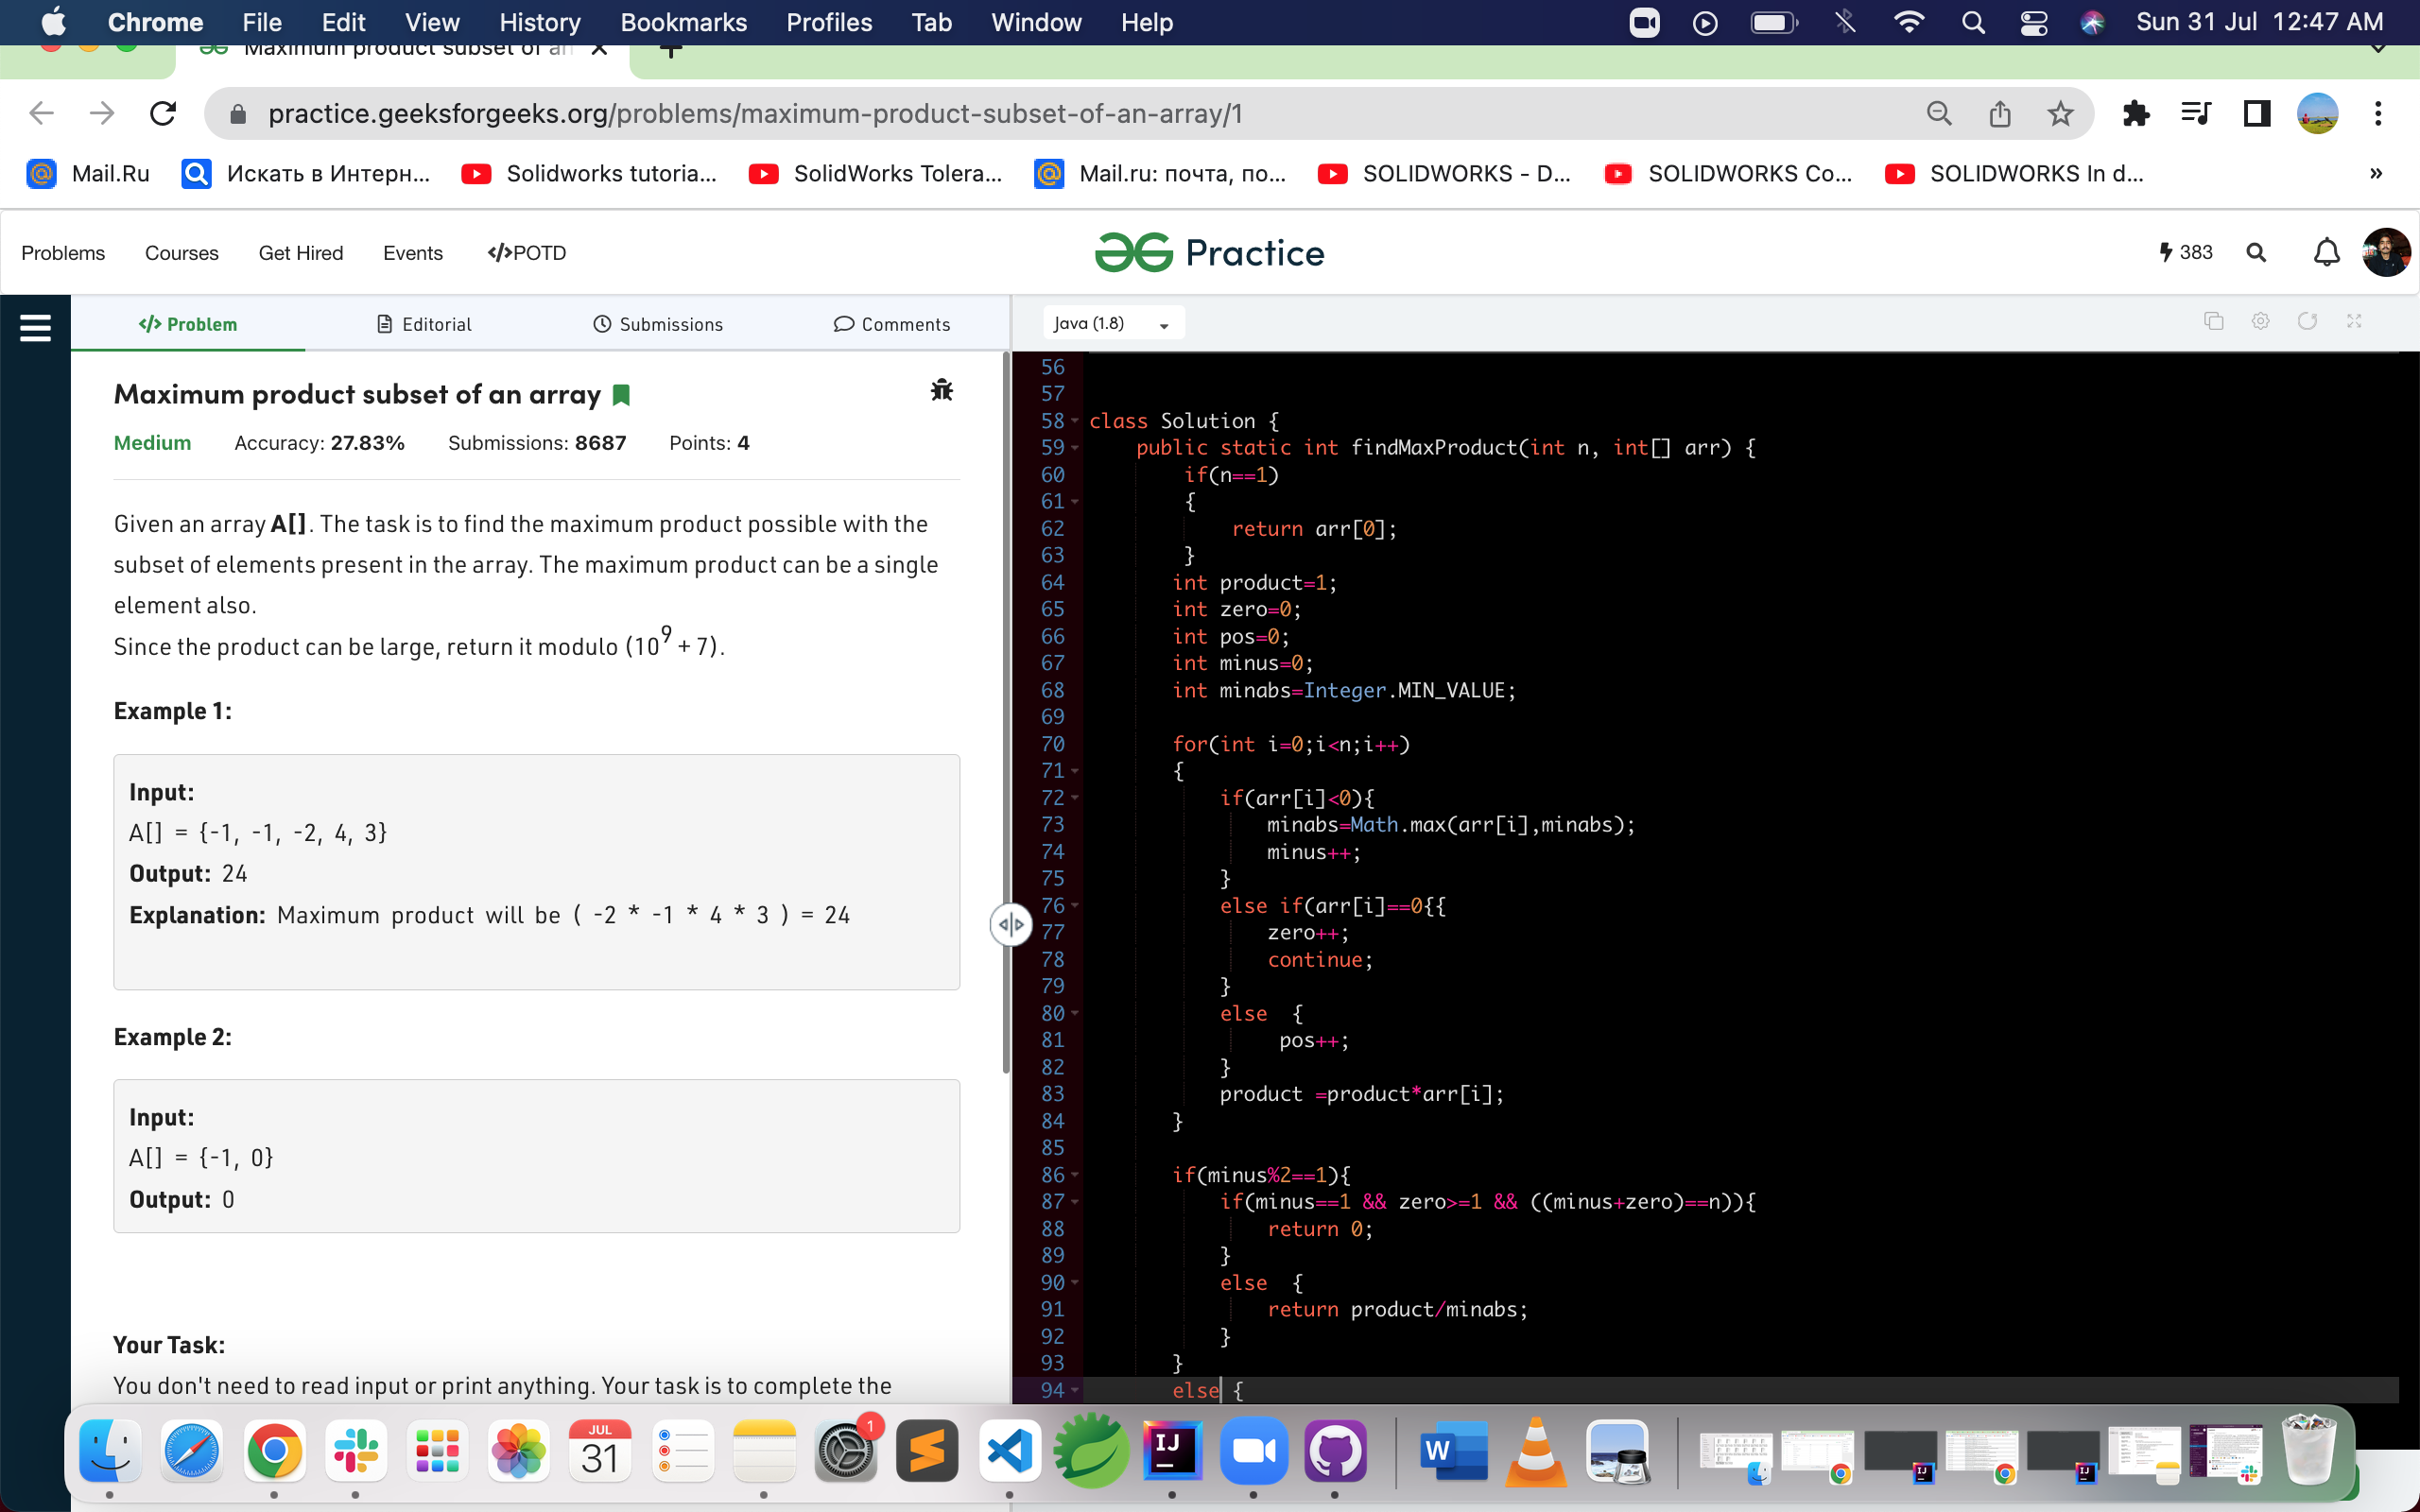 Chrome File Edit View History Bookmarks Profiles Tab Window Help Sun 31 Jul 12:47 AM
Maximum product subset of an
practice.geeksforgeeks.org/problems/maximum-product-subset-of-an-array/1
Mail.Ru Искать в Интерн... Solidworks tutoria... SolidWorks Tolera... Mail.ru: почта, по... SOLIDWORKS - D... SOLIDWORKS Co... SOLIDWORKS In d... »
Problems Courses Get Hired Events </>POTD Practice 383
</> Problem Editorial Submissions Comments Java (1.8)
Maximum product subset of an array
Medium Accuracy: 27.83% Submissions: 8687 Points: 4
Given an array A[]. The task is to find the maximum product possible with the
subset of elements present in the array. The maximum product can be a single
element also.
Since the product can be large, return it modulo (10^9 + 7).
Example 1:
Input:
A[] = {-1, -1, -2, 4, 3}
Output: 24
Explanation: Maximum product will be ( -2 * -1 * 4 * 3 ) = 24
Example 2:
Input:
A[] = {-1, 0}
Output: 0
Your Task:
You don't need to read input or print anything. Your task is to complete the
56
57
58 class Solution {
59 public static int findMaxProduct(int n, int[] arr) {
60 if(n==1)
61 {
62 return arr[0];
63 }
64 int product=1;
65 int zero=0;
66 int pos=0;
67 int minus=0;
68 int minabs=Integer.MIN_VALUE;
69
70 for(int i=0;i<n;i++)
71 {
72 if(arr[i]<0){
73 minabs=Math.max(arr[i],minabs);
74 minus++;
75 }
76 else if(arr[i]==0{{
77 zero++;
78 continue;
79 }
80 else {
81 pos++;
82 }
83 product =product*arr[i];
84 }
85
86 if(minus%2==1){
87 if(minus==1 && zero>=1 && ((minus+zero)==n)){
88 return 0;
89 }
90 else {
91 return product/minabs;
92 }
93 }
94 else {
JUL
31
1
IJ
W